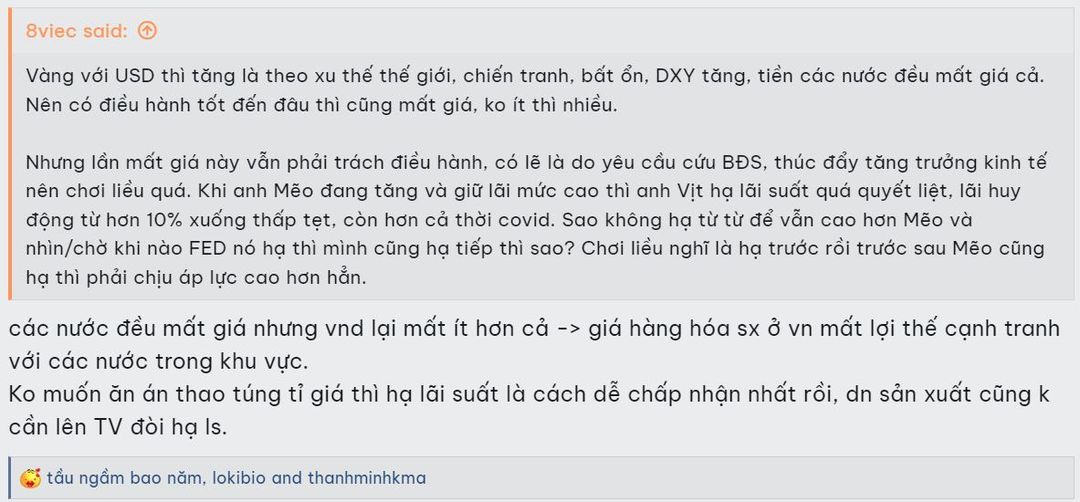 8viec said:
Vàng với USD thì tăng là theo xu thế thế giới, chiến tranh, bất ổn, DXY tăng, tiền các nước đều mất giá cả.
Nên có điều hành tốt đến đâu thì cũng mất giá, ko ít thì nhiều.
Nhưng lần mất giá này vẫn phải trách điều hành, có lẽ là do yêu cầu cứu BĐS, thúc đẩy tăng trưởng kinh tế
nên chơi liều quá. Khi anh Mẽo đang tăng và giữ lãi mức cao thì anh Vịt hạ lãi suất quá quyết liệt, lãi huy
động từ hơn 10% xuống thấp tẹt, còn hơn cả thời covid. Sao không hạ từ từ để vẫn cao hơn Mẽo và
nhìn/chờ khi nào FED nó hạ thì mình cũng hạ tiếp thì sao? Chơi liều nghĩ là hạ trước rồi trước sau Mẽo cũng
hạ thì phải chịu áp lực cao hơn hẳn.
các nước đều mất giá nhưng vnd lại mất ít hơn cả -> giá hàng hóa sx ở vn mất lợi thế cạnh tranh
với các nước trong khu vực.
Ko muốn ăn án thao túng tỉ giá thì hạ lãi suất là cách dễ chấp nhận nhất rồi, dn sản xuất cũng k
cần lên TV đòi hạ ls.
tầu ngầm bao năm, lokibio and thanhminhkma